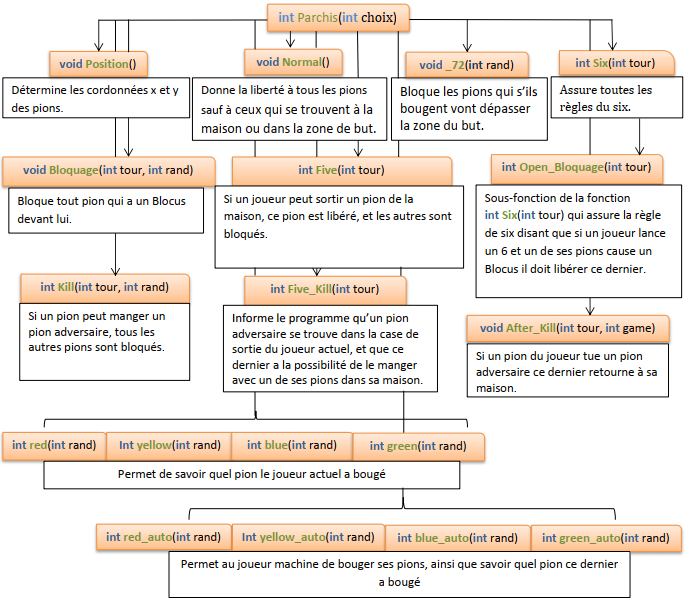 int Parchis(int choix)
void Position()
Détermine les cordonnées x et y
des pions.
void Normal()
Donne la liberté à tous les pions
sauf à ceux qui se trouvent à la
maison ou dans la zone de but.
void _72(int rand)
Bloque les pions qui s'ils
bougent vont dépasser
la zone du but.
int Six(int tour)
Assure toutes les
règles du six.
void Bloquage(int tour, int rand)
Bloque tout pion qui a un Blocus
devant lui.
int Five(int tour)
Si un joueur peut sortir un pion de la
maison, ce pion est libéré, et les autres sont
bloqués.
int Open_Bloquage(int tour)
Sous-fonction de la fonction
int Six(int tour) qui assure la règle
de six disant que si un joueur lance
un 6 et un de ses pions cause un
Blocus il doit libérer ce dernier.
int Kill(int tour, int rand)
Si un pion peut manger un
pion adversaire, tous les
autres pions sont bloqués.
int Five_Kill(int tour)
Informe le programme qu'un pion
adversaire se trouve dans la case de
sortie du joueur actuel, et que ce
dernier a la possibilité de le manger
avec un de ses pions dans sa maison.
void After_Kill(int tour, int game)
Si un pion du joueur tue un pion
adversaire ce dernier retourne à sa
maison.
int red(int rand)
Int yellow(int rand)
int blue(int rand)
int green(int rand)
Permet de savoir quel pion le joueur actuel a bougé
int red_auto(int rand)
Int yellow_auto(int rand)
int blue_auto(int rand)
int green_auto(int rand)
Permet au joueur machine de bouger ses pions, ainsi que savoir quel pion ce dernier
a bougé